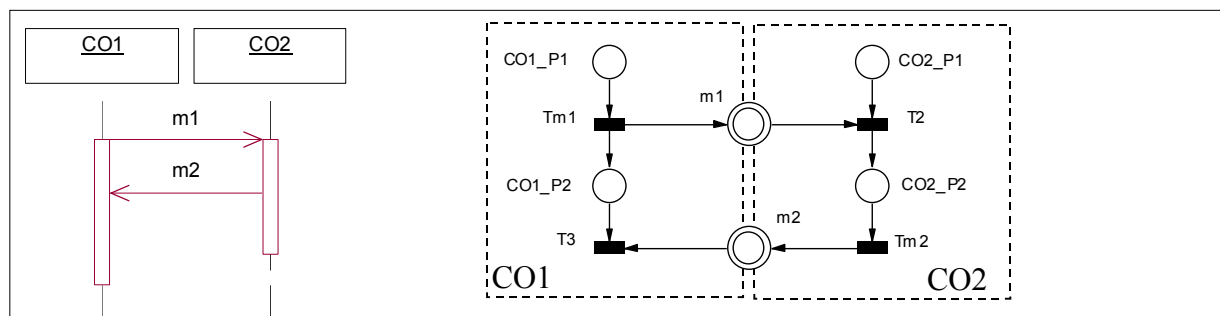 CO1
CO2
m1
m2
CO1_P1
CO2_P1
m1
Tm1
T2
CO1_P2
CO2_P2
m2
T3
Tm2
CO1
CO2